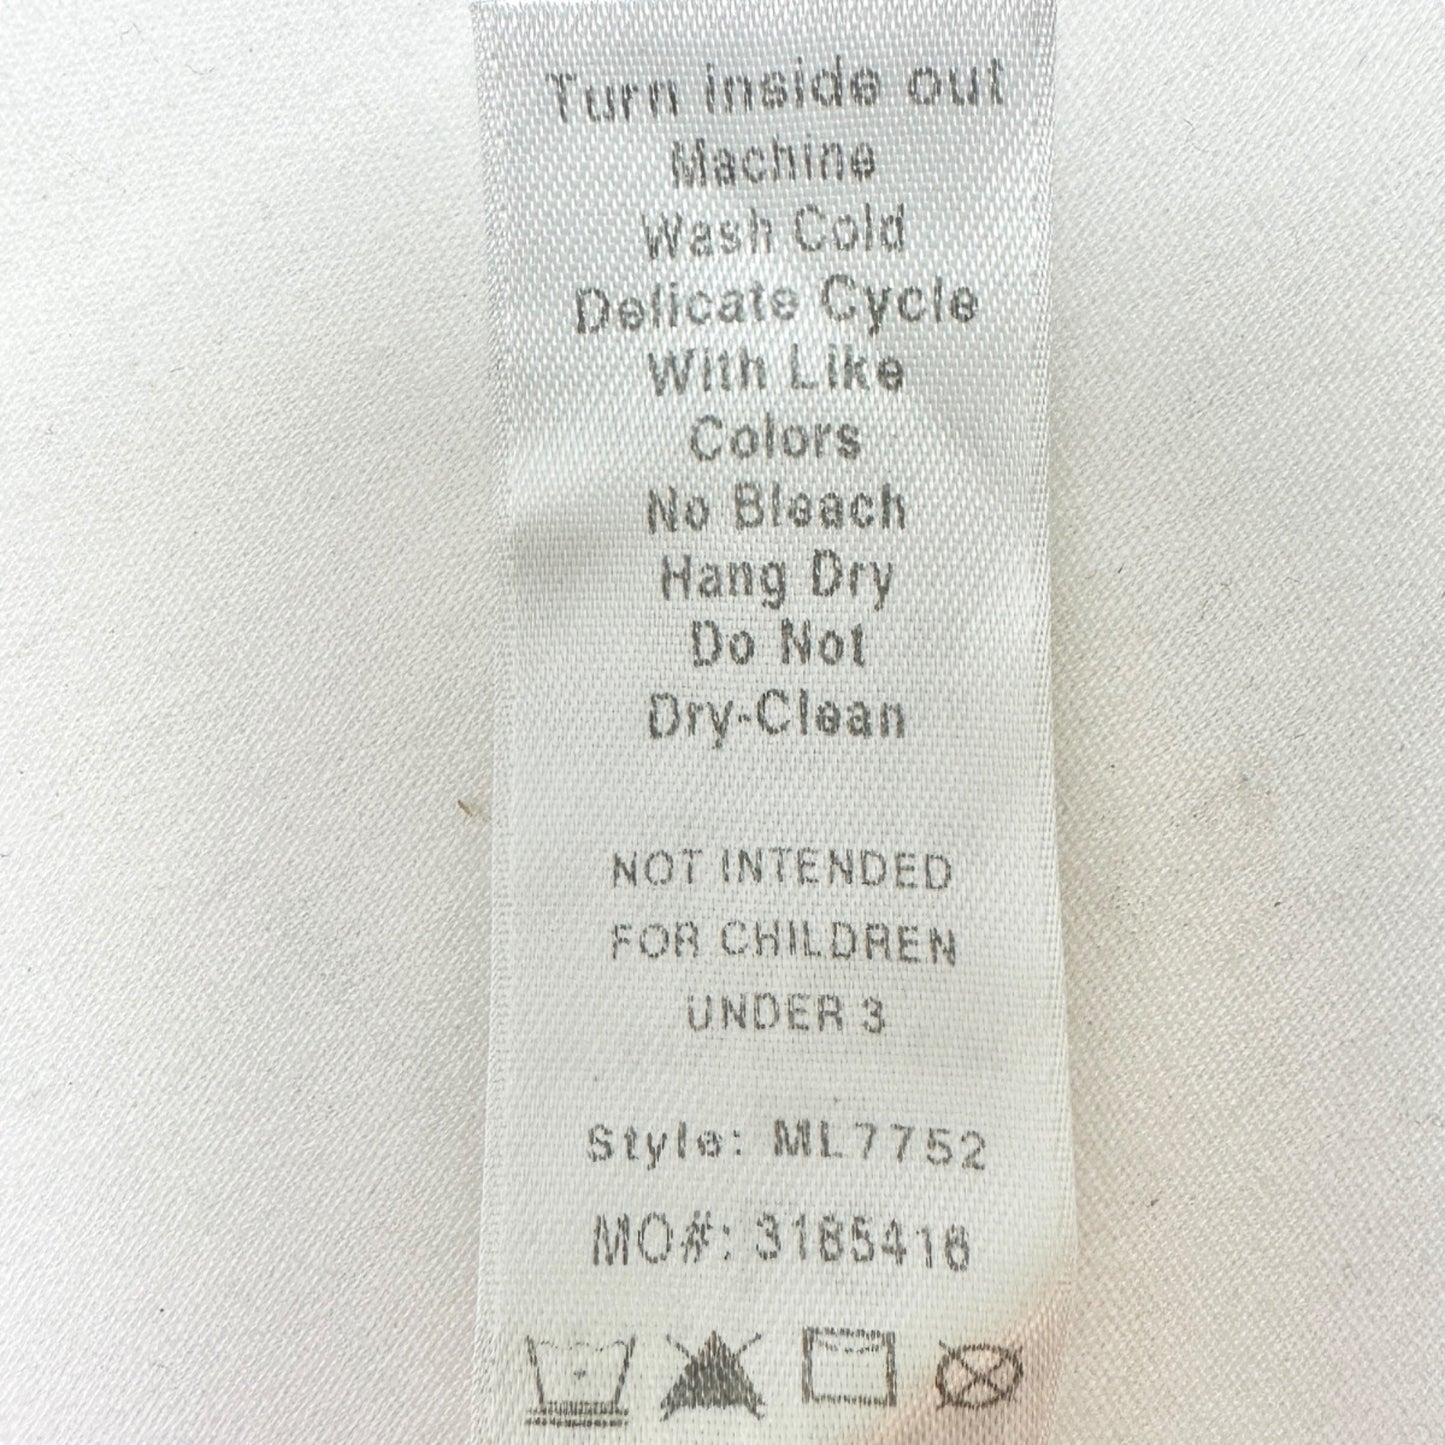 Turn inside out
Machine
Wash Cold
Delicate Cycle
With Like
Colors
No Bleach
Hang Dry
Do Not
Dry-Clean
NOT INTENDED
FOR CHILDREN
UNDER 3
Style: ML7752
MO#: 3185416